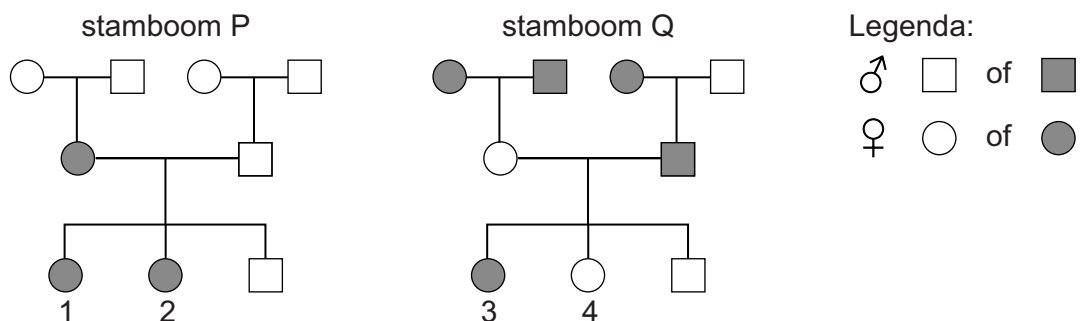 stamboom P
stamboom Q
Legenda:
♂ of
♀ of
1 2 3 4